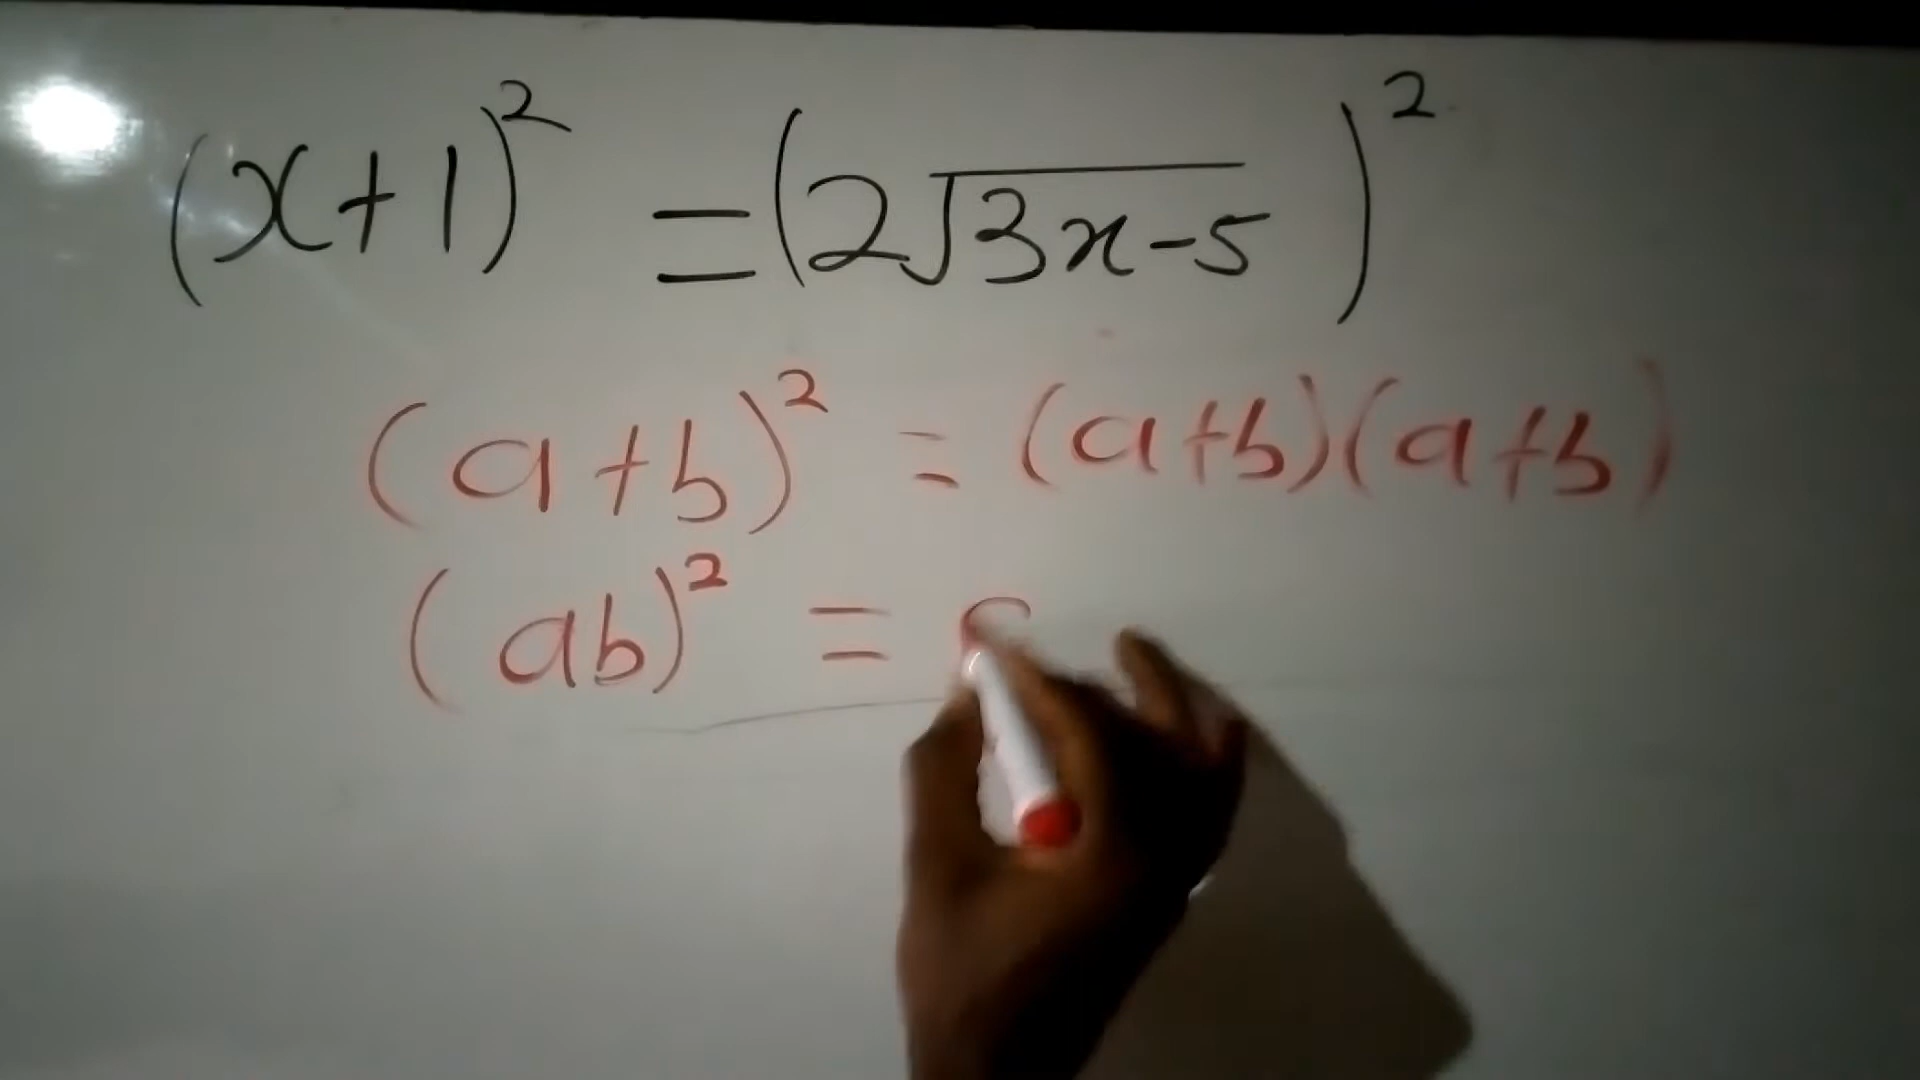 (x+1)² = (2√3x-5)²
(a+b)² = (a+b)(a+b)
(ab)² =